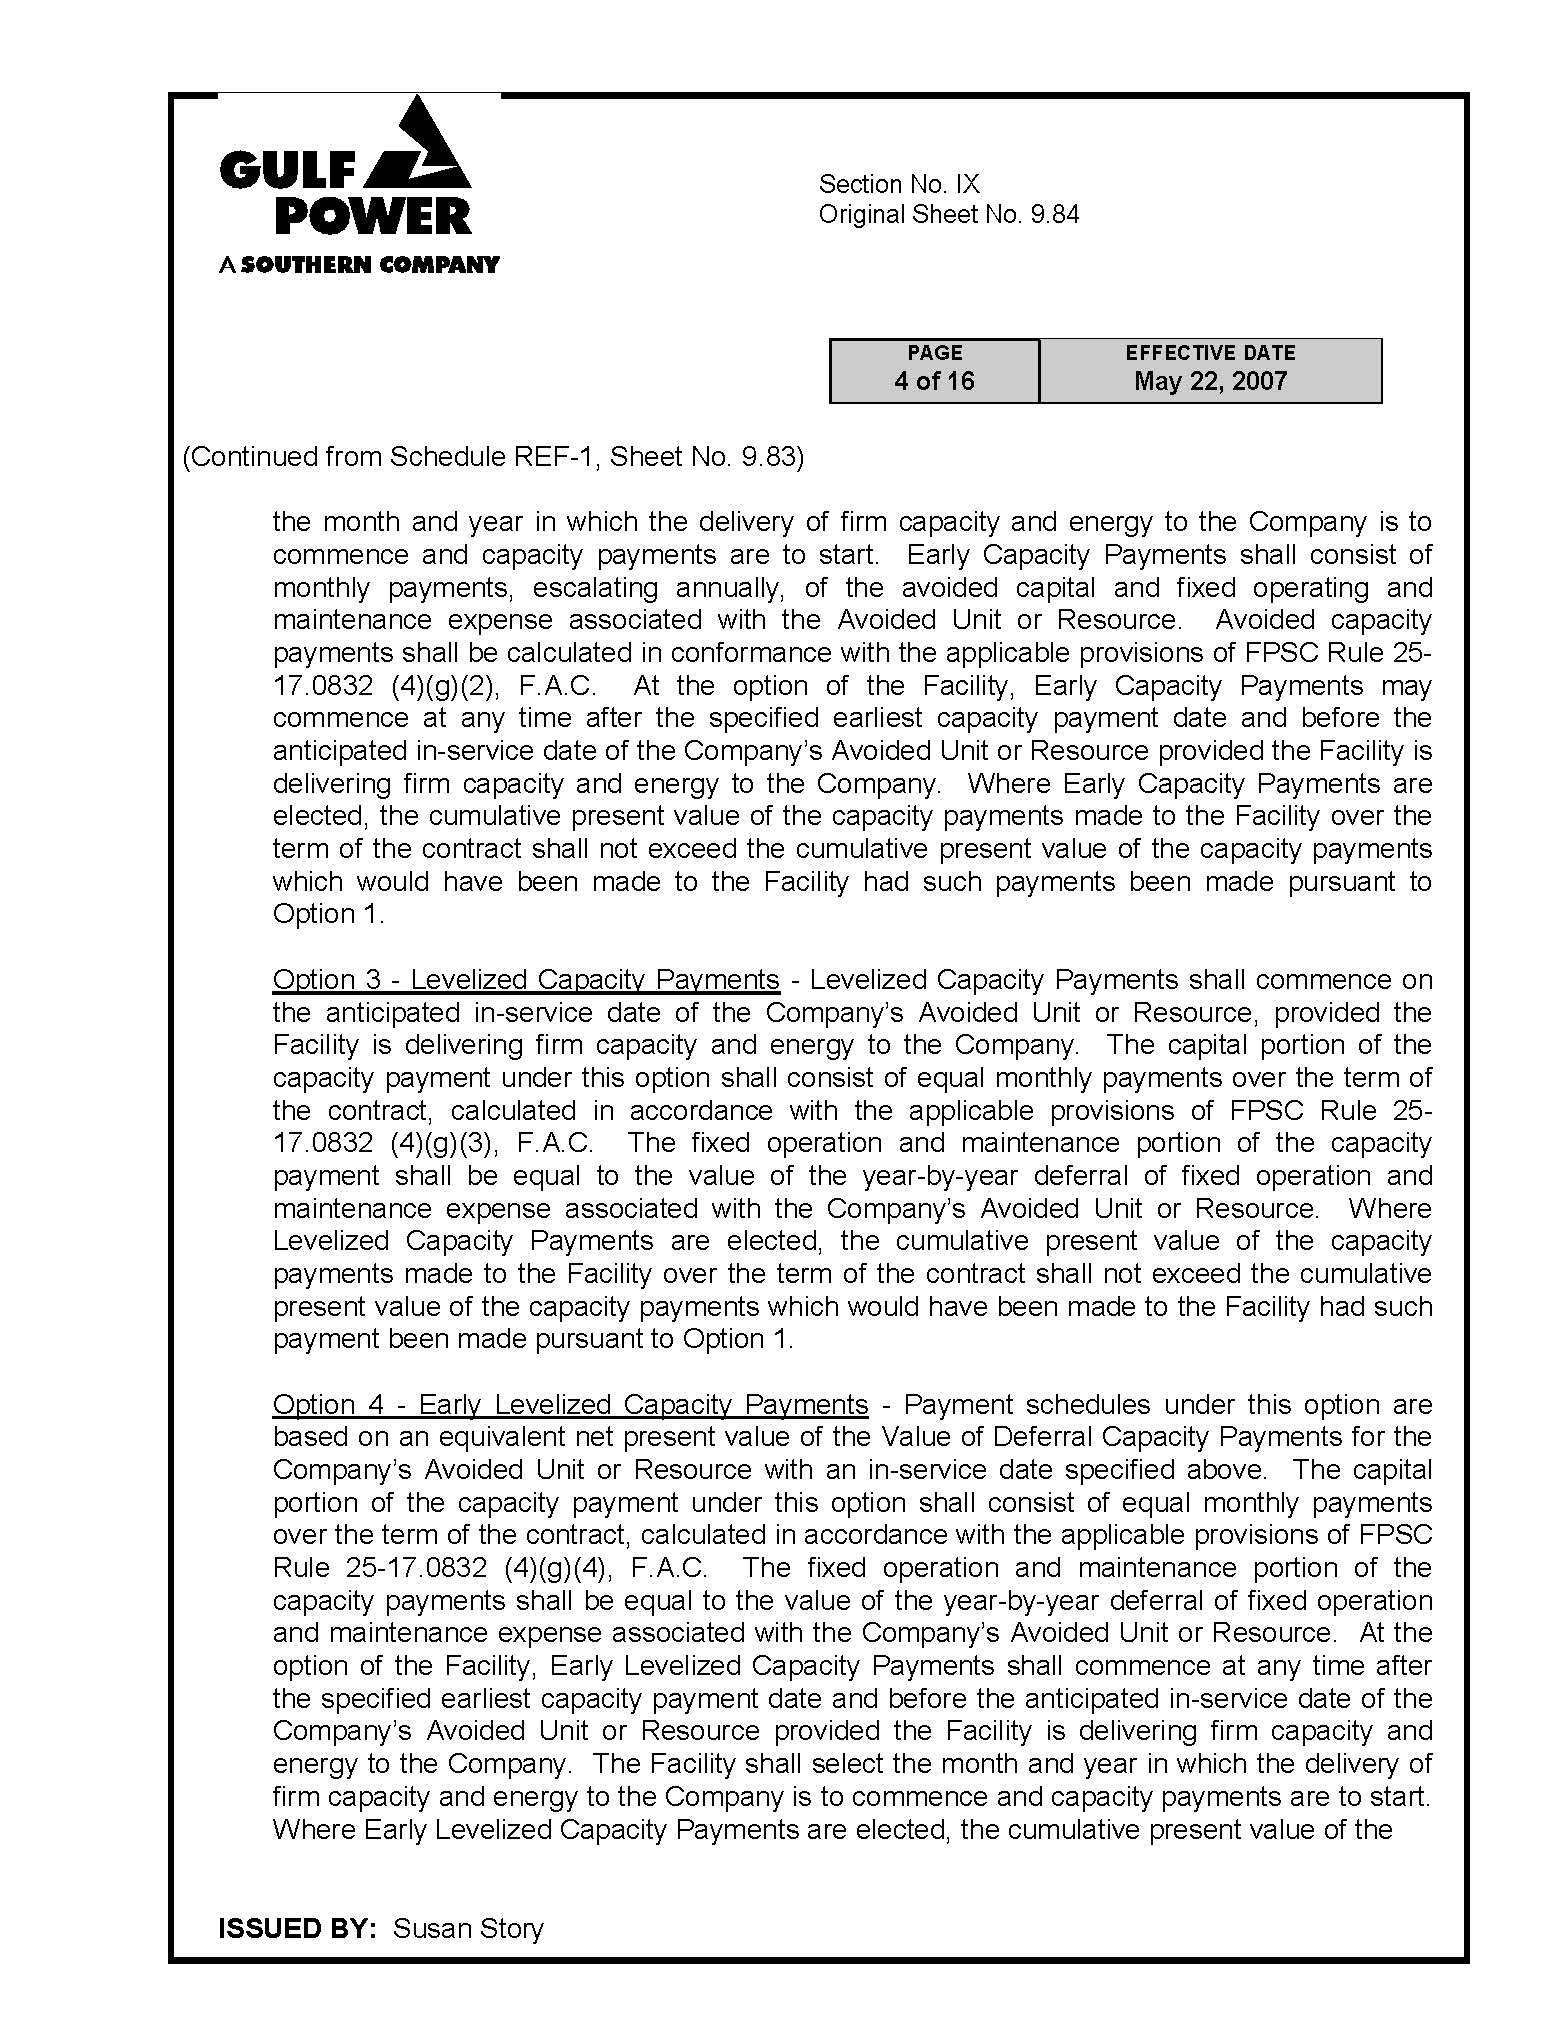 GULF
POWER
A SOUTHERN COMPANY
Section No. IX
Original Sheet No. 9.84
PAGE
4 of 16
EFFECTIVE DATE
May 22, 2007
(Continued from Schedule REF-1, Sheet No. 9.83)
the month and year in which the delivery of firm capacity and energy to the Company is to
commence and capacity payments are to start. Early Capacity Payments shall consist of
monthly payments, escalating annually, of the avoided capital and fixed operating and
maintenance expense associated with the Avoided Unit or Resource. Avoided capacity
payments shall be calculated in conformance with the applicable provisions of FPSC Rule 25-
17.0832 (4)(g)(2), F.A.C. At the option of the Facility, Early Capacity Payments may
commence at any time after the specified earliest capacity payment date and before the
anticipated in-service date of the Company's Avoided Unit or Resource provided the Facility is
delivering firm capacity and energy to the Company. Where Early Capacity Payments are
elected, the cumulative present value of the capacity payments made to the Facility over the
term of the contract shall not exceed the cumulative present value of the capacity payments
which would have been made to the Facility had such payments been made pursuant to
Option 1.
Option 3 - Levelized Capacity Payments - Levelized Capacity Payments shall commence on
the anticipated in-service date of the Company's Avoided Unit or Resource, provided the
Facility is delivering firm capacity and energy to the Company. The capital portion of the
capacity payment under this option shall consist of equal monthly payments over the term of
the contract, calculated in accordance with the applicable provisions of FPSC Rule 25-
17.0832 (4)(g)(3), F.A.C. The fixed operation and maintenance portion of the capacity
payment shall be equal to the value of the year-by-year deferral of fixed operation and
maintenance expense associated with the Company's Avoided Unit or Resource. Where
Levelized Capacity Payments are elected, the cumulative present value of the capacity
payments made to the Facility over the term of the contract shall not exceed the cumulative
present value of the capacity payments which would have been made to the Facility had such
payment been made pursuant to Option 1.
Option 4 - Early Levelized Capacity Payments - Payment schedules under this option are
based on an equivalent net present value of the Value of Deferral Capacity Payments for the
Company's Avoided Unit or Resource with an in-service date specified above. The capital
portion of the capacity payment under this option shall consist of equal monthly payments
over the term of the contract, calculated in accordance with the applicable provisions of FPSC
Rule 25-17.0832 (4)(g)(4), F.A.C. The fixed operation and maintenance portion of the
capacity payments shall be equal to the value of the year-by-year deferral of fixed operation
and maintenance expense associated with the Company's Avoided Unit or Resource. At the
option of the Facility, Early Levelized Capacity Payments shall commence at any time after
the specified earliest capacity payment date and before the anticipated in-service date of the
Company's Avoided Unit or Resource provided the Facility is delivering firm capacity and
energy to the Company. The Facility shall select the month and year in which the delivery of
firm capacity and energy to the Company is to commence and capacity payments are to start.
Where Early Levelized Capacity Payments are elected, the cumulative present value of the
ISSUED BY: Susan Story